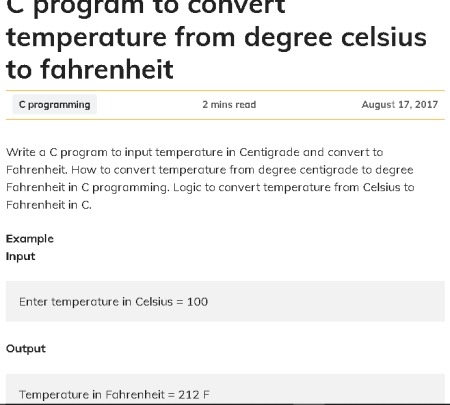 C program to convert
temperature from degree celsius
to fahrenheit
C programming
2 mins read
August 17, 2017
Write a C program to input temperature in Centigrade and convert to
Fahrenheit. How to convert temperature from degree centigrade to degree
Fahrenheit in C programming. Logic to convert temperature from Celsius to
Fahrenheit in C.
Example
Input
Enter temperature in Celsius = 100
Output
Temperature in Fahrenheit = 212 F